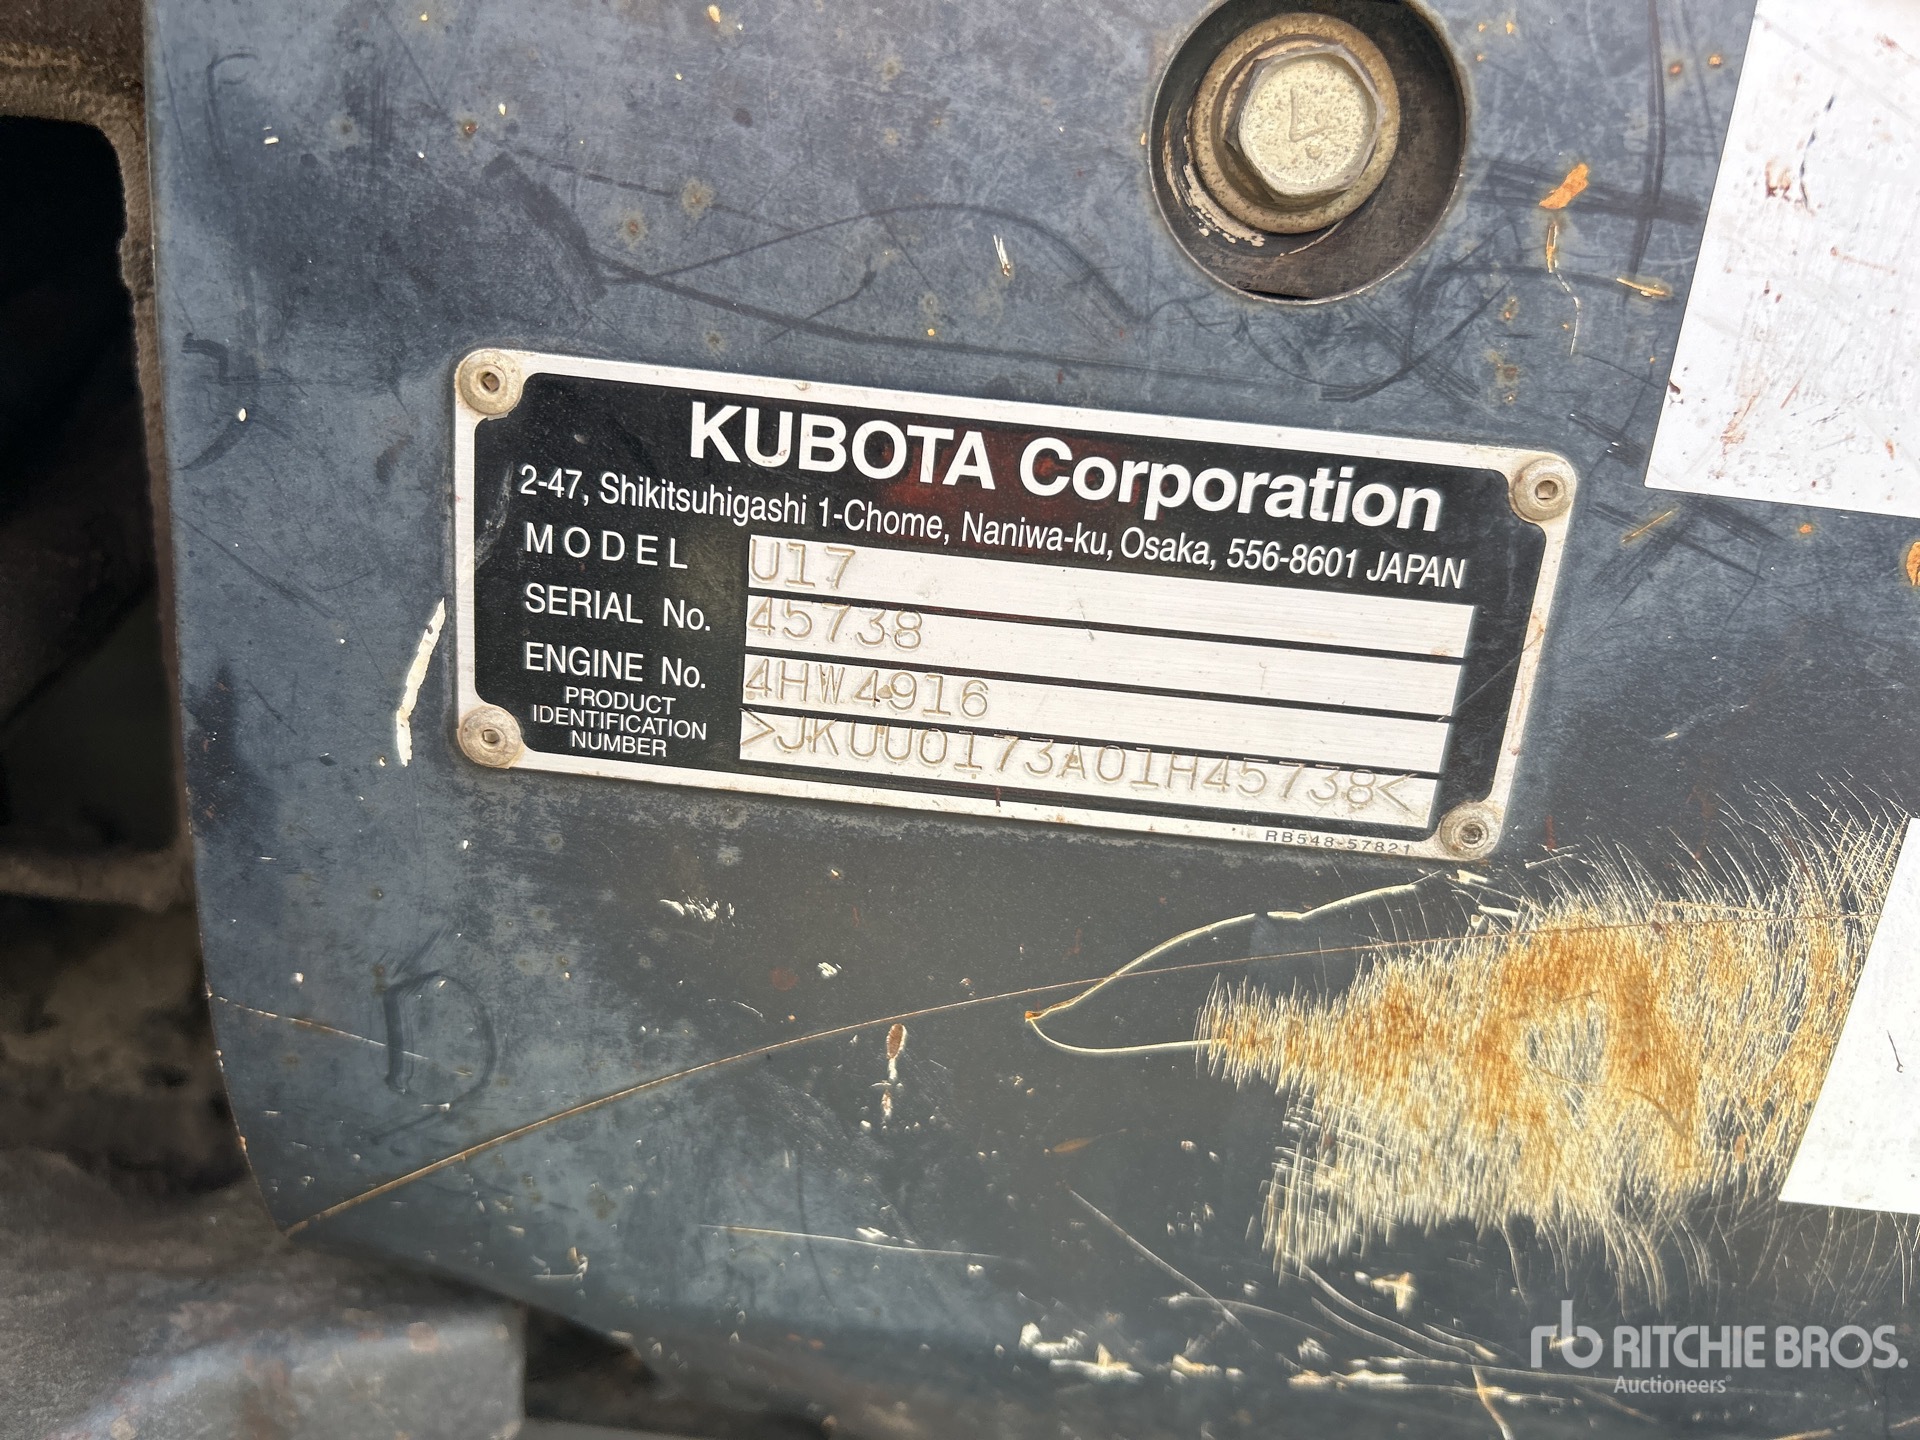 KUBOTA Corporation
2-47, Shikitsuhigashi 1-Chome, Naniwa-ku, Osaka, 556-8601 JAPAN
MODEL U17
SERIAL No. 45738
ENGINE No. 4HW4916
PRODUCT
IDENTIFICATION
NUMBER
>JKUU0173A01H45738<
RB548-57821
rb RITCHIE BROS.
Auctioneers